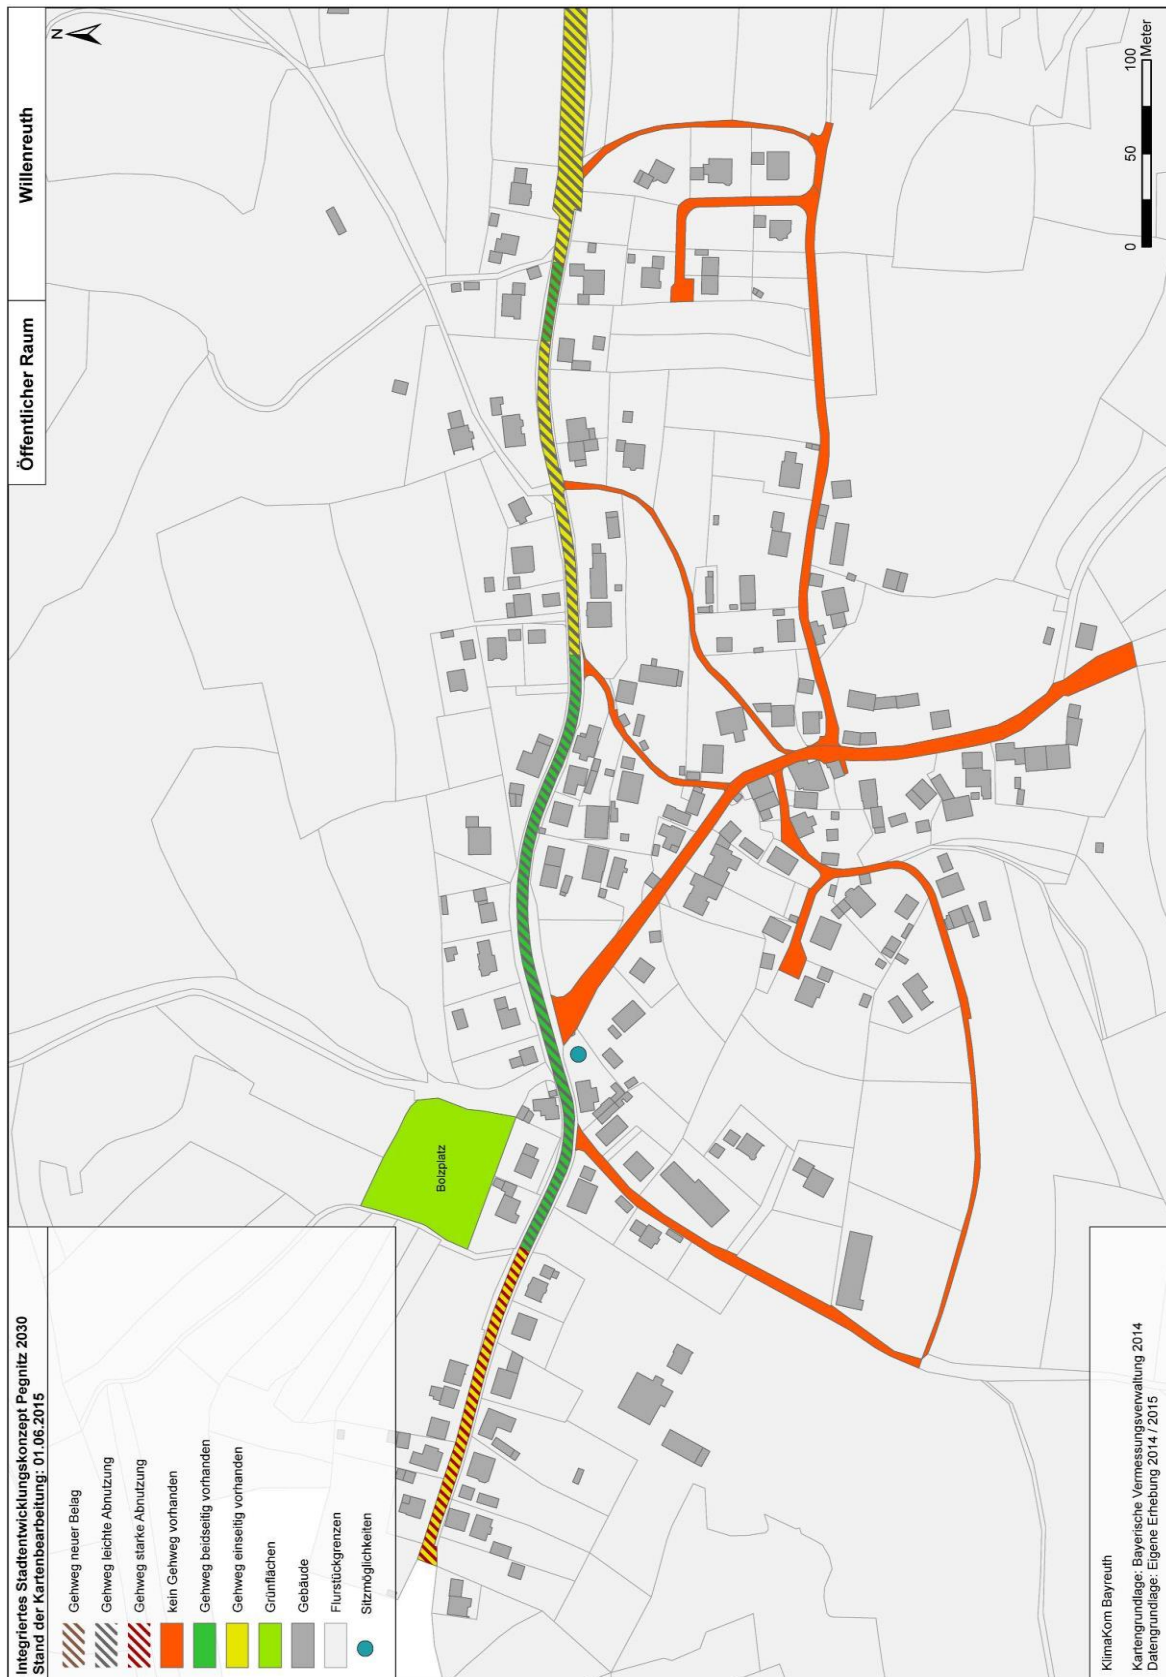 Integriertes Stadtentwicklungskonzept Pegnitz 2030
Stand der Kartenbearbeitung: 01.06.2015
Öffentlicher Raum
Willenreuth
N
Gehweg neuer Belag
Gehweg leichte Abnutzung
Gehweg starke Abnutzung
kein Gehweg vorhanden
Gehweg beidseitig vorhanden
Gehweg einseitig vorhanden
Grünflächen
Gebäude
Flurstückgrenzen
Sitzmöglichkeiten
Bolzplatz
KlimaKom Bayreuth
Kartengrundlage: Bayerische Vermessungsverwaltung 2014
Datengrundlage: Eigene Erhebung 2014 / 2015
0 50 100
Meter